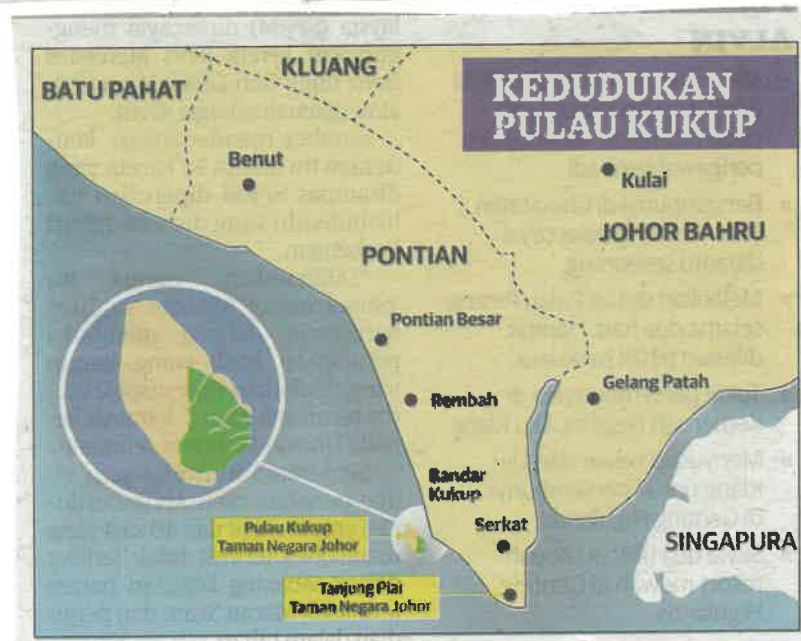 KEDUDUKAN
PULAU KUKUP
BATU PAHAT
KLUANG
Benut
Kulai
JOHOR BAHRU
PONTIAN
Pontian Besar
Rembah
Gelang Patah
Bandar
Kukup
Serkat
SINGAPURA
Pulau Kukup
Taman Negara Johor
Tanjung Piai
Taman Negara Johor